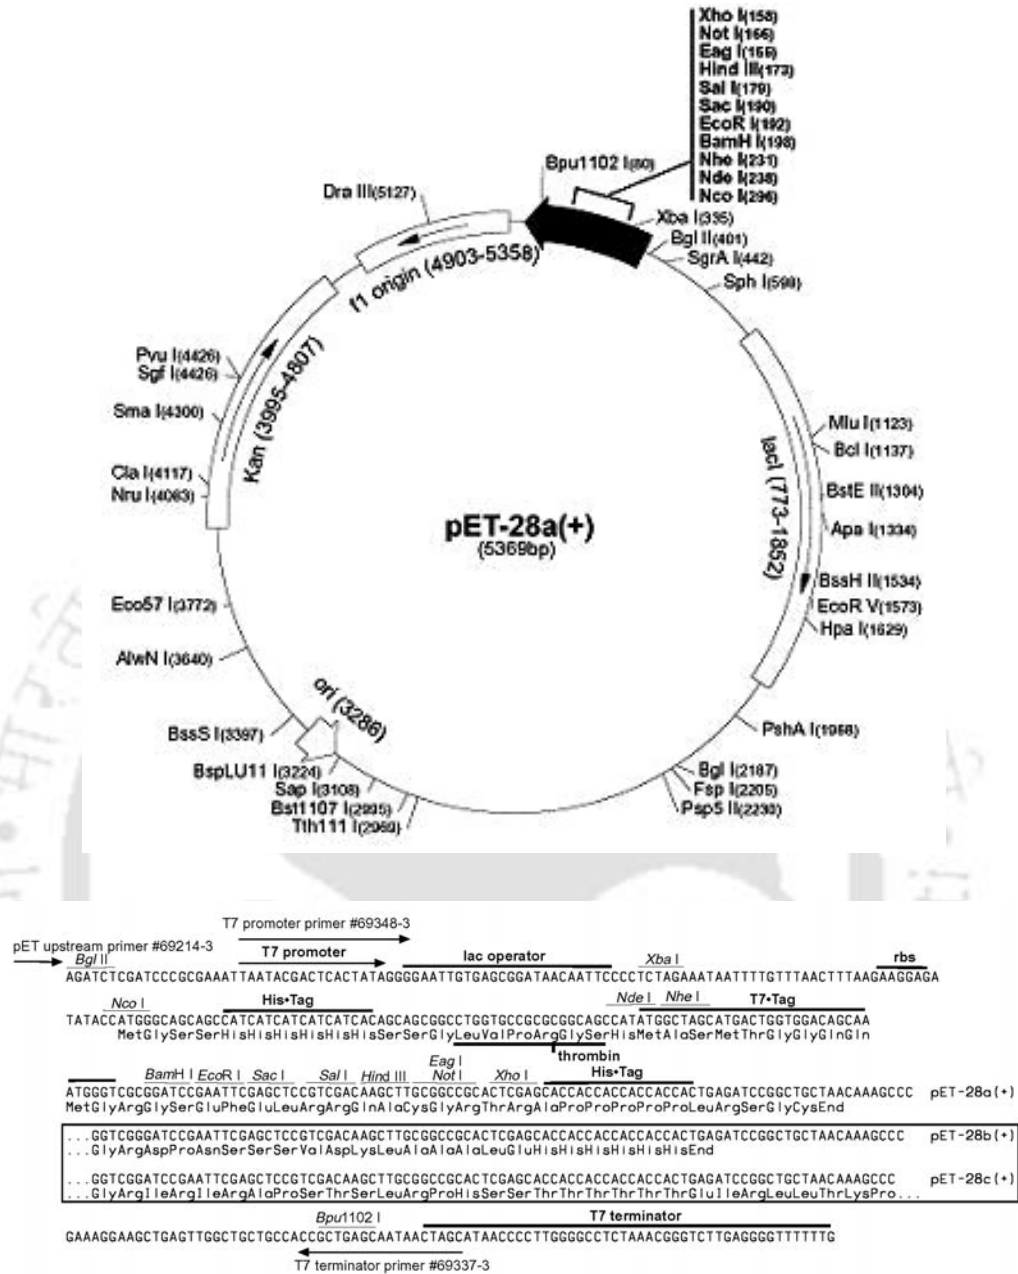 Xho I(158)
Not I(166)
Eag I(166)
Hind III(173)
Sal I(179)
Sac I(190)
EcoR I(192)
BamH I(198)
Nhe I(231)
Nde I(238)
Nco I(296)
Bpu1102 I(80)
Dra III(5127)
Xba I(335)
Bgl II(401)
SgrA I(442)
Sph I(598)
f1 origin (4903-5358)
Pvu I(4426)
Sgf I(4426)
Sma I(4300)
Kan (3995-4807)
Cla I(4117)
Nru I(4083)
Mlu I(1123)
Bcl I(1137)
lacI (773-1852)
BstE II(1304)
Apa I(1334)
pET-28a(+)
(5369bp)
BssH II(1534)
EcoR V(1573)
Hpa I(1629)
Eco57 I(3772)
AlwN I(3640)
ori (3286)
BssS I(3397)
PshA I(1968)
BspLU11 I(3224)
Sap I(3108)
Bst1107 I(2995)
Tth111 I(2969)
Bgl I(2187)
Fsp I(2205)
Psp5 II(2230)
T7 promoter primer #69348-3
pET upstream primer #69214-3
Bgl II T7 promoter lac operator Xba I rbs
AGATCTCGATCCCGCGAAATTAATACGACTCACTATAGGGGAATTGTGAGCGGATAACAATTCCCCTCTAGAAATAATTTTGTTTAACTTTAAGAAGGAGA
Nco I His•Tag Nde I Nhe I T7•Tag
TATACCATGGGCAGCAGCCATCATCATCATCATCACAGCAGCGGCCTGGTGCCGCGCGGCAGCCATATGGCTAGCATGACTGGTGGACAGCAA
MetGlySerSerHisHisHisHisHisHisSerSerGlyLeuValProArgGlySerHisMetAlaSerMetThrGlyGlyGlnGln
thrombin
BamH I EcoR I Sac I Sal I Hind III Eag I Not I Xho I His•Tag
ATGGGTCGCGGATCCGAATTCGAGCTCCGTCGACAAGCTTGCGGCCGCACTCGAGCACCACCACCACCACCACTGAGATCCGGCTGCTAACAAAGCCC pET-28a(+)
MetGlyArgGlySerGluPheGluLeuArgArgGlnAlaCysGlyArgThrArgAlaProProProProProLeuArgSerGlyCysEnd
...GGTCGGGATCCGAATTCGAGCTCCGTCGACAAGCTTGCGGCCGCACTCGAGCACCACCACCACCACCACTGAGATCCGGCTGCTAACAAAGCCC pET-28b(+)
...GlyArgAspProAsnSerSerSerValAspLysLeuAlaAlaAlaLeuGluHisHisHisHisHisHisEnd
...GGTCGGATCCGAATTCGAGCTCCGTCGACAAGCTTGCGGCCGCACTCGAGCACCACCACCACCACCACTGAGATCCGGCTGCTAACAAAGCCC pET-28c(+)
...GlyArgIleArgIleArgAlaProSerThrSerLeuArgProHisSerSerThrThrThrThrThrThrGluIleArgLeuLeuThrLysPro...
Bpu1102 I T7 terminator
GAAAGGAAGCTGAGTTGGCTGCTGCCACCGCTGAGCAATAACTAGCATAACCCCTTGGGGCCTCTAAACGGGTCTTGAGGGGTTTTTTG
T7 terminator primer #69337-3